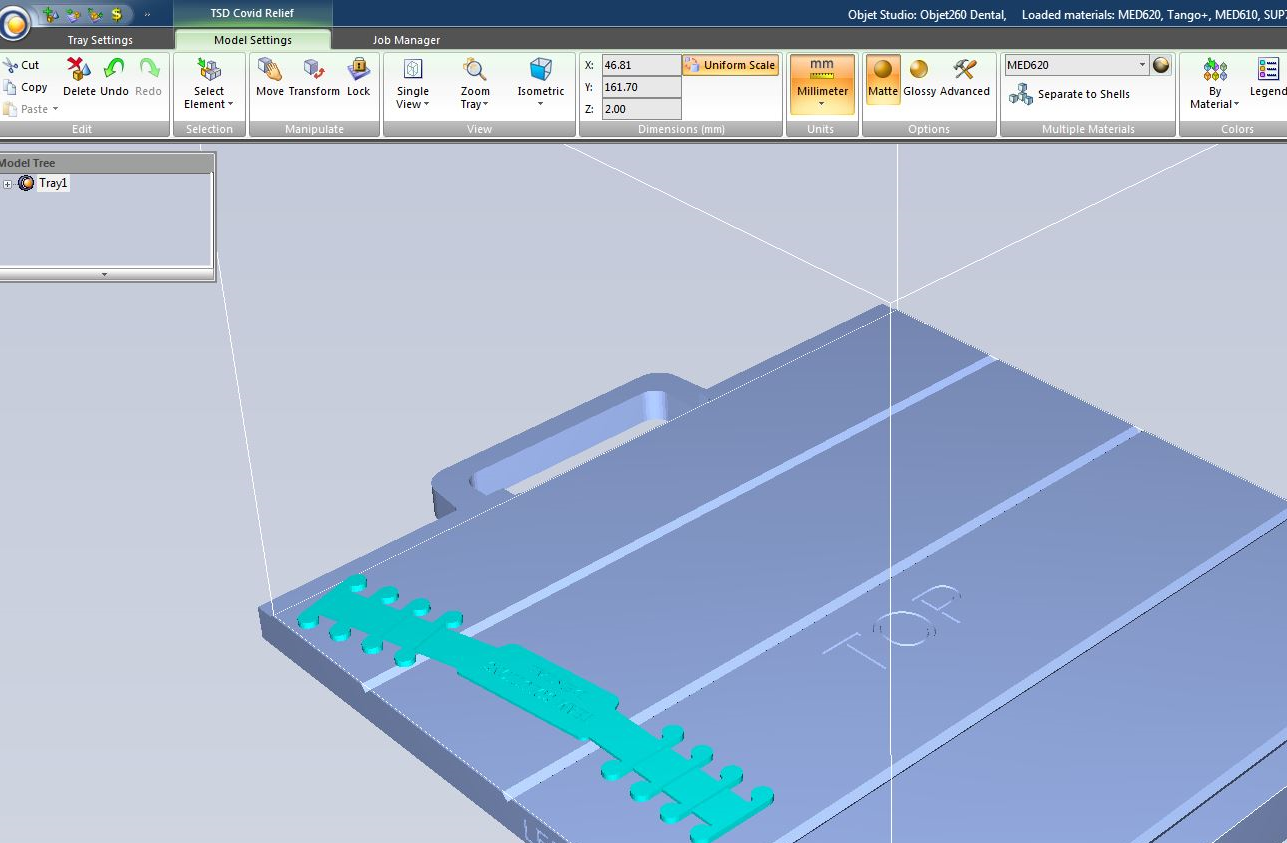 TSD Covid Relief
Objet Studio: Objet260 Dental, Loaded materials: MED620, Tango+, MED610, SUP7
Tray Settings Model Settings Job Manager
Cut
Copy
Paste
Delete Undo Redo
Edit
Select
Element
Selection
Move Transform Lock
Manipulate
Single
View
Zoom
Tray
Isometric
View
X: 46.81
Y: 161.70
Z: 2.00
Uniform Scale
Dimensions (mm)
mm
Millimeter
Units
Matte Glossy Advanced
Options
MED620
Separate to Shells
Multiple Materials
By
Material
Legend
Colors
Model Tree
Tray1
TOP